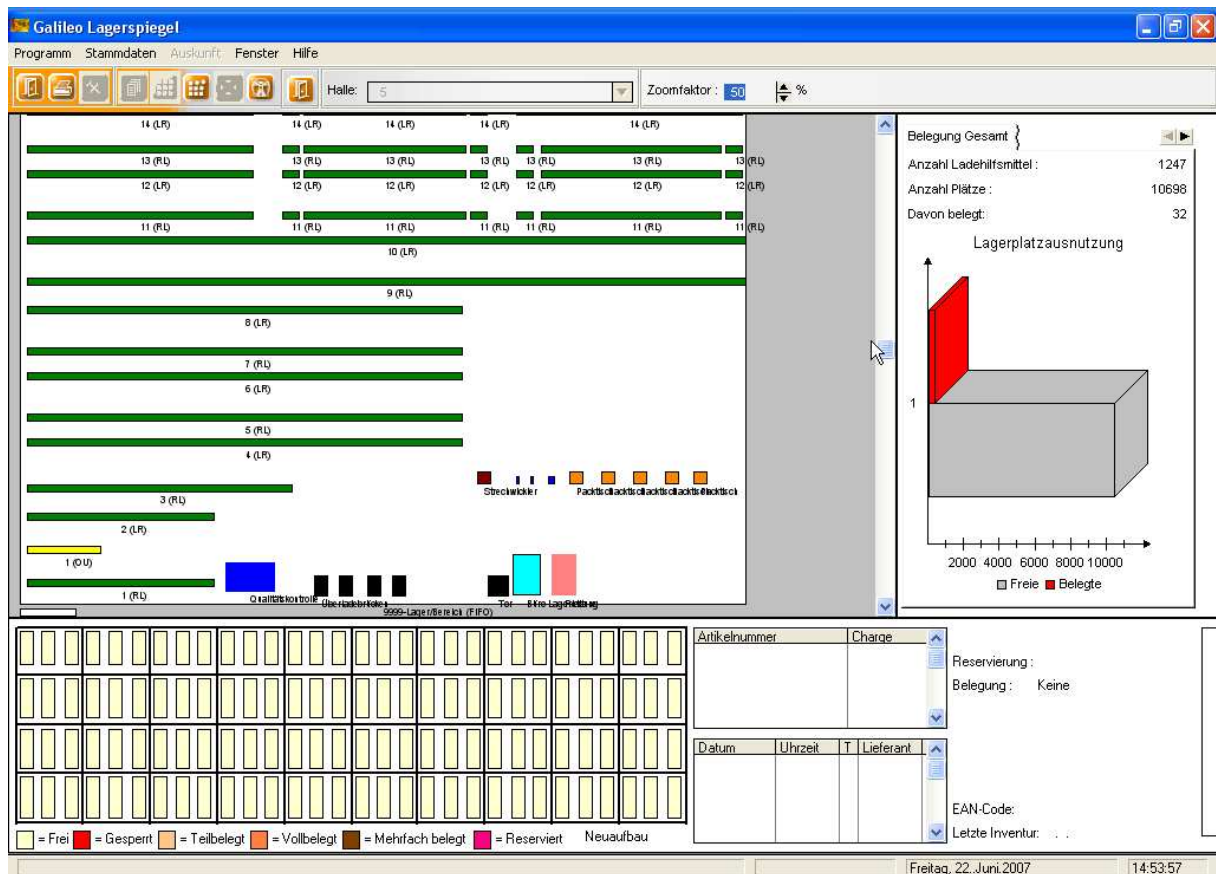 Galileo Lagerspiegel
Programm Stammdaten Auskunft Fenster Hilfe
Halle: 5 Zoomfaktor : 50 %
14 (LR) 14 (LR) 14 (LR) 14 (LR) 14 (LR)
13 (RL) 13 (RL) 13 (RL) 13 (RL) 13 (RL) 13 (RL) 13 (RL)
12 (LR) 12 (LR) 12 (LR) 12 (LR) 12 (LR) 12 (LR) 12 (LR)
11 (RL) 11 (RL) 11 (RL) 11 (RL) 11 (RL) 11 (RL) 11 (RL)
10 (LR)
9 (RL)
8 (LR)
7 (RL)
6 (LR)
5 (RL)
4 (LR)
Strechwickler Packtisch
3 (RL)
2 (LR)
1 (OU)
1 (RL)
Qualitätskontrolle Überladebrücken Tor
9999-Lager/Bereich (FIFO)
Belegung Gesamt
Anzahl Ladehilfsmittel : 1247
Anzahl Plätze : 10698
Davon belegt: 32
Lagerplatzausnutzung
1
2000 4000 6000 8000 10000
Freie Belegte
Artikelnummer Charge
Reservierung :
Belegung : Keine
Datum Uhrzeit T Lieferant
EAN-Code:
Letzte Inventur: . .
= Frei = Gesperrt = Teilbelegt = Vollbelegt = Mehrfach belegt = Reserviert Neuaufbau
Freitag, 22.Juni.2007 14:53:57